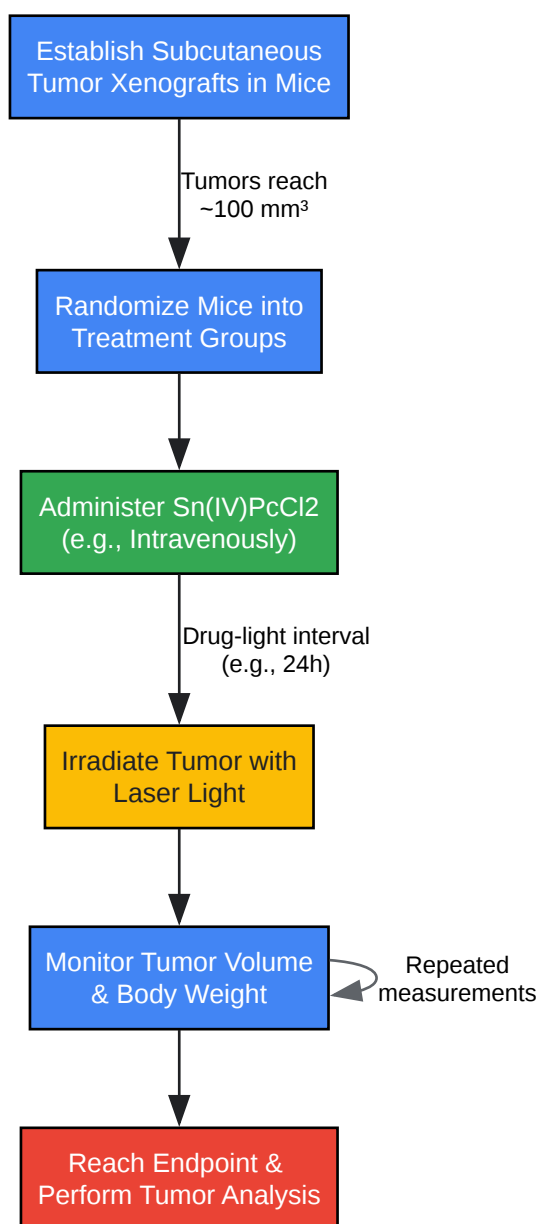 Establish Subcutaneous
Tumor Xenografts in Mice
Tumors reach
~100 mm³
Randomize Mice into
Treatment Groups
Administer Sn(IV)PcCl2
(e.g., Intravenously)
Drug-light interval
(e.g., 24h)
Irradiate Tumor with
Laser Light
Monitor Tumor Volume
& Body Weight
Repeated
measurements
Reach Endpoint &
Perform Tumor Analysis